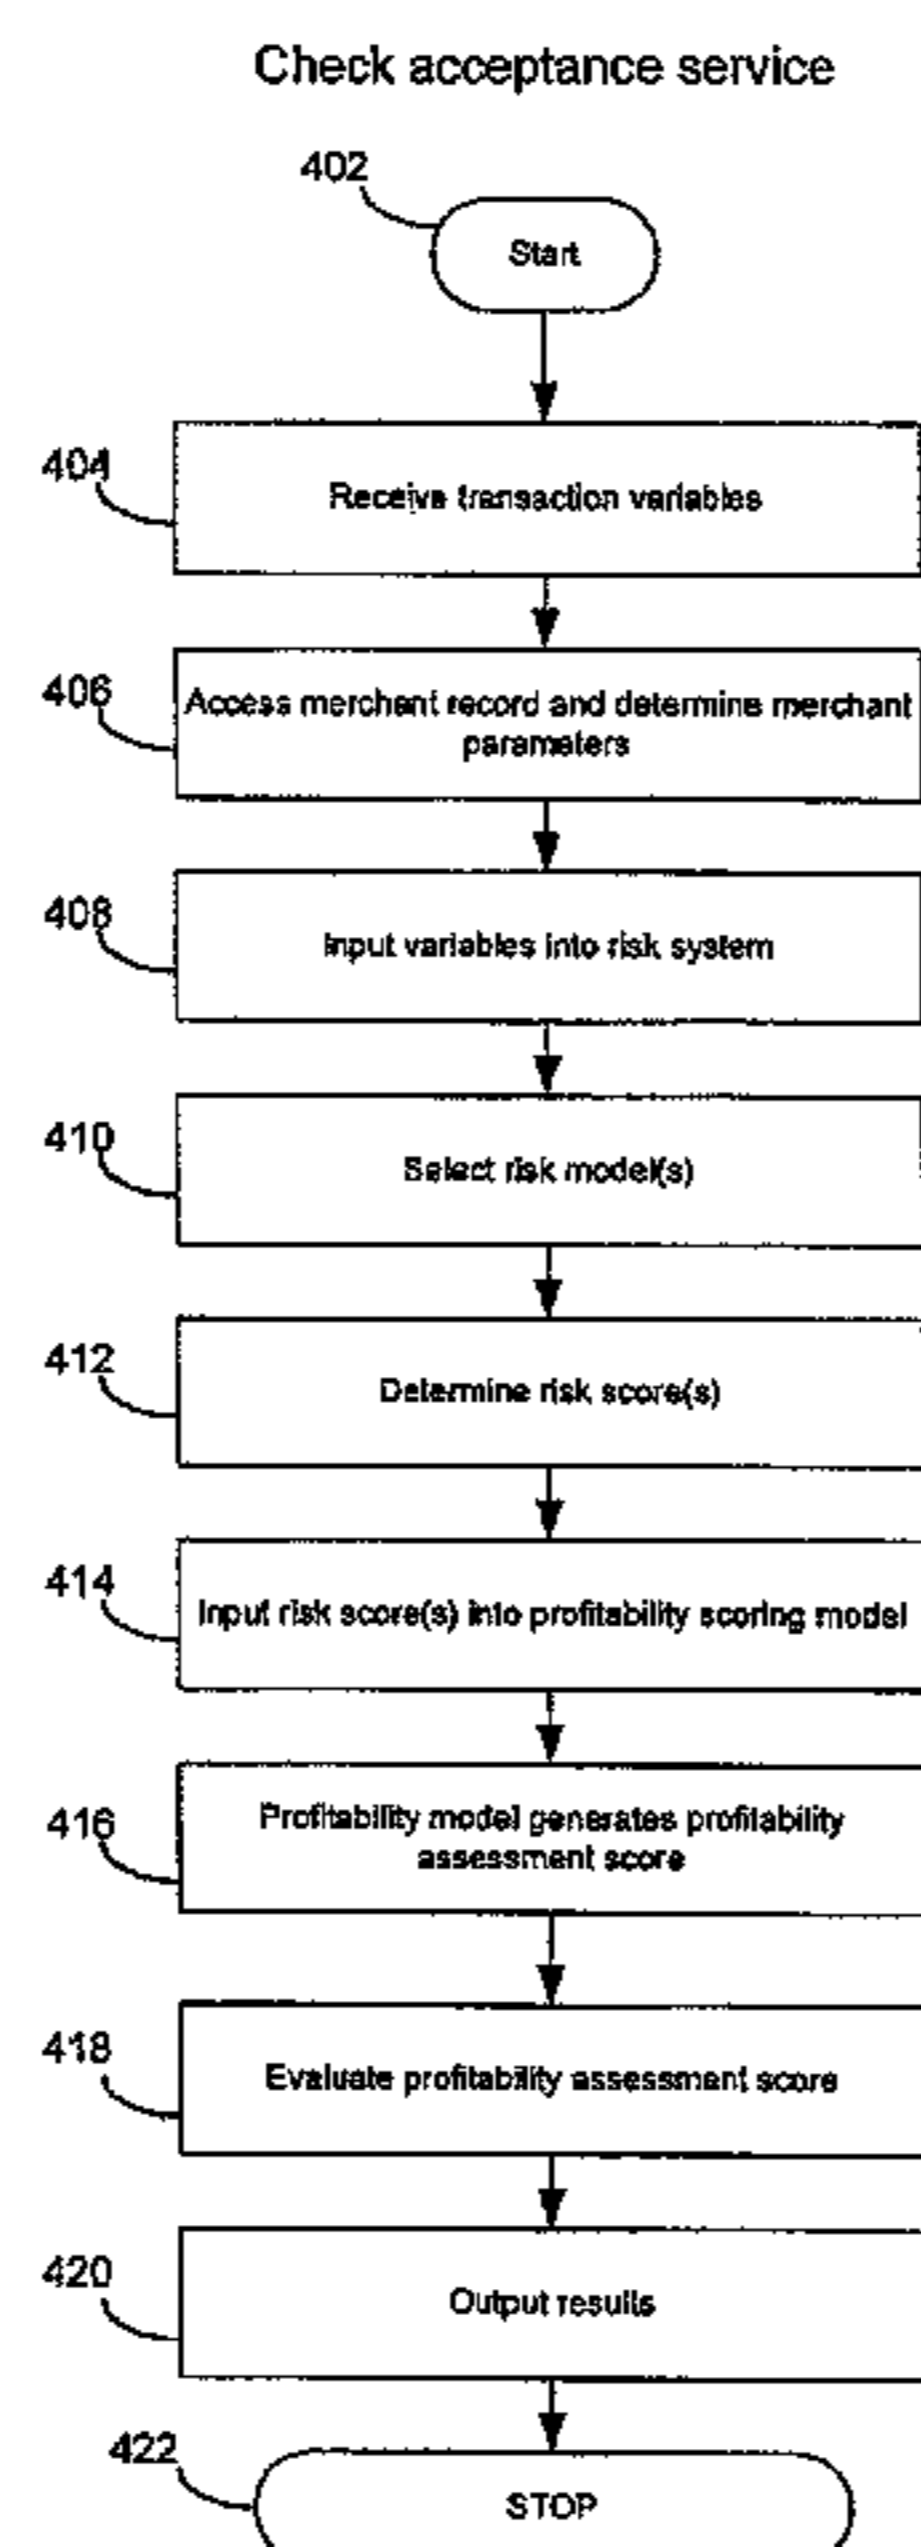 Check acceptance service
402
Start
404
Receive transaction variables
406
Access merchant record and determine merchant
parameters
408
Input variables into risk system
410
Select risk model(s)
412
Determine risk score(s)
414
Input risk score(s) into profitability scoring model
416
Profitability model generates profitability
assessment score
418
Evaluate profitability assessment score
420
Output results
422
STOP